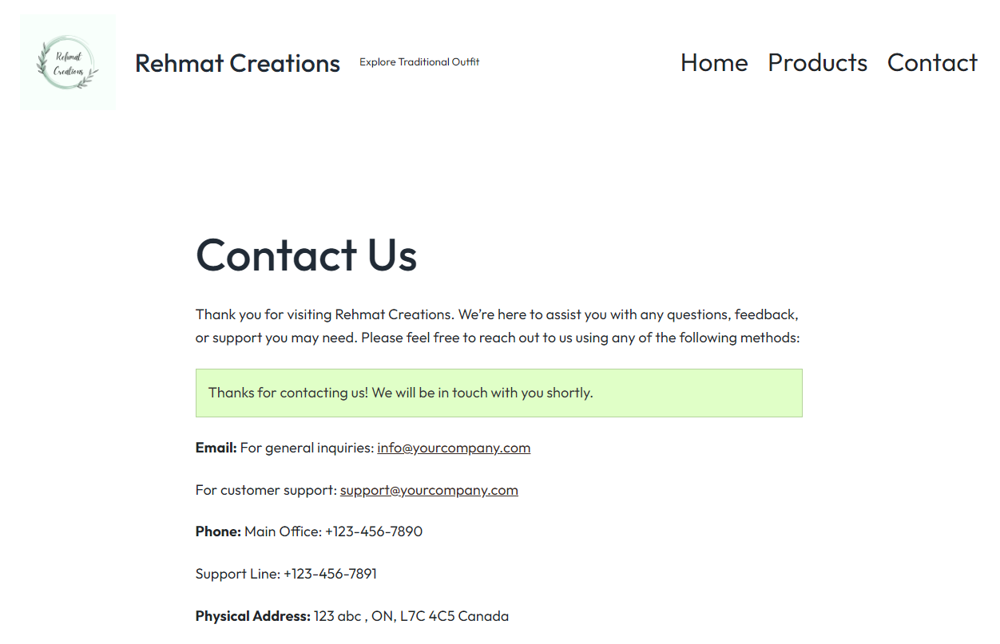 Rehmat
Creations
Rehmat Creations
Explore Traditional Outfit
Home Products Contact
Contact Us
Thank you for visiting Rehmat Creations. We’re here to assist you with any questions, feedback,
or support you may need. Please feel free to reach out to us using any of the following methods:
Thanks for contacting us! We will be in touch with you shortly.
Email: For general inquiries: info@yourcompany.com
For customer support: support@yourcompany.com
Phone: Main Office: +123-456-7890
Support Line: +123-456-7891
Physical Address: 123 abc , ON, L7C 4C5 Canada